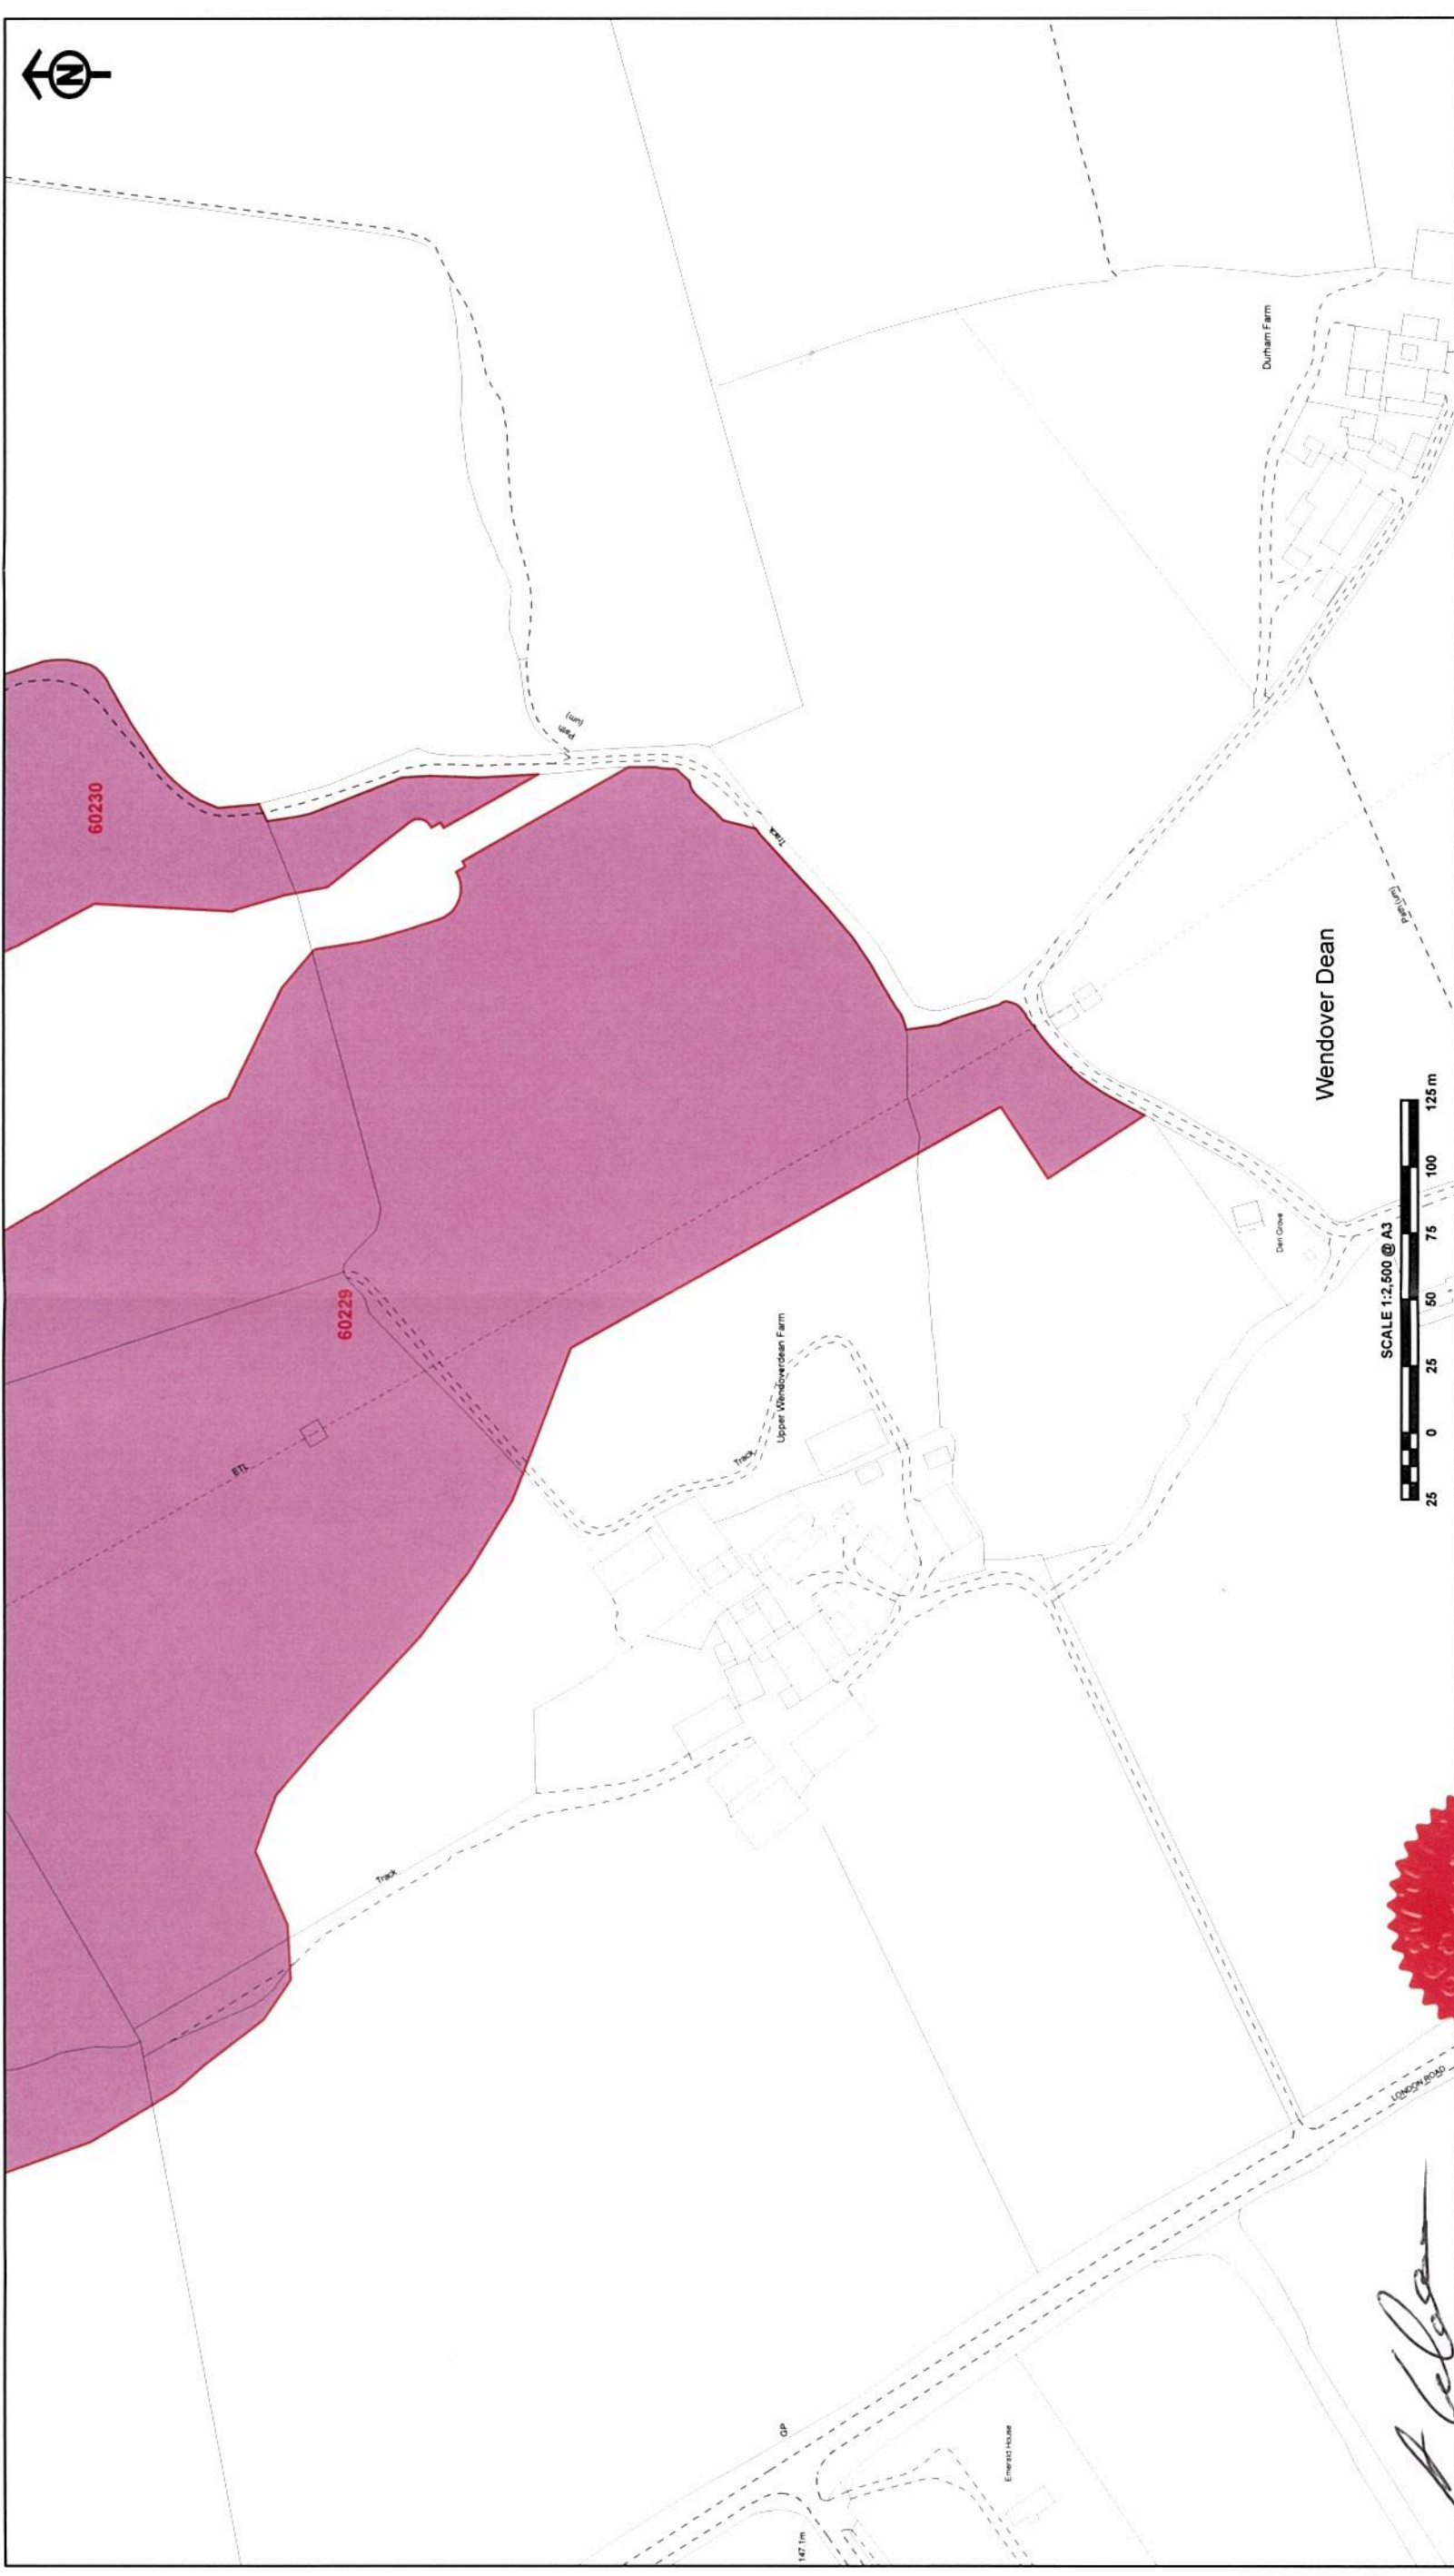 N
60230
60229
ETL
Path
(um)
Track
Durham Farm
Track
Upper Wendoverdean Farm
Track
Wendover Dean
Path (um)
Den Grove
GP
Emerald House
147.1m
LONDON ROAD
SCALE 1:2,500 @ A3
25 0 25 50 75 100 125 m